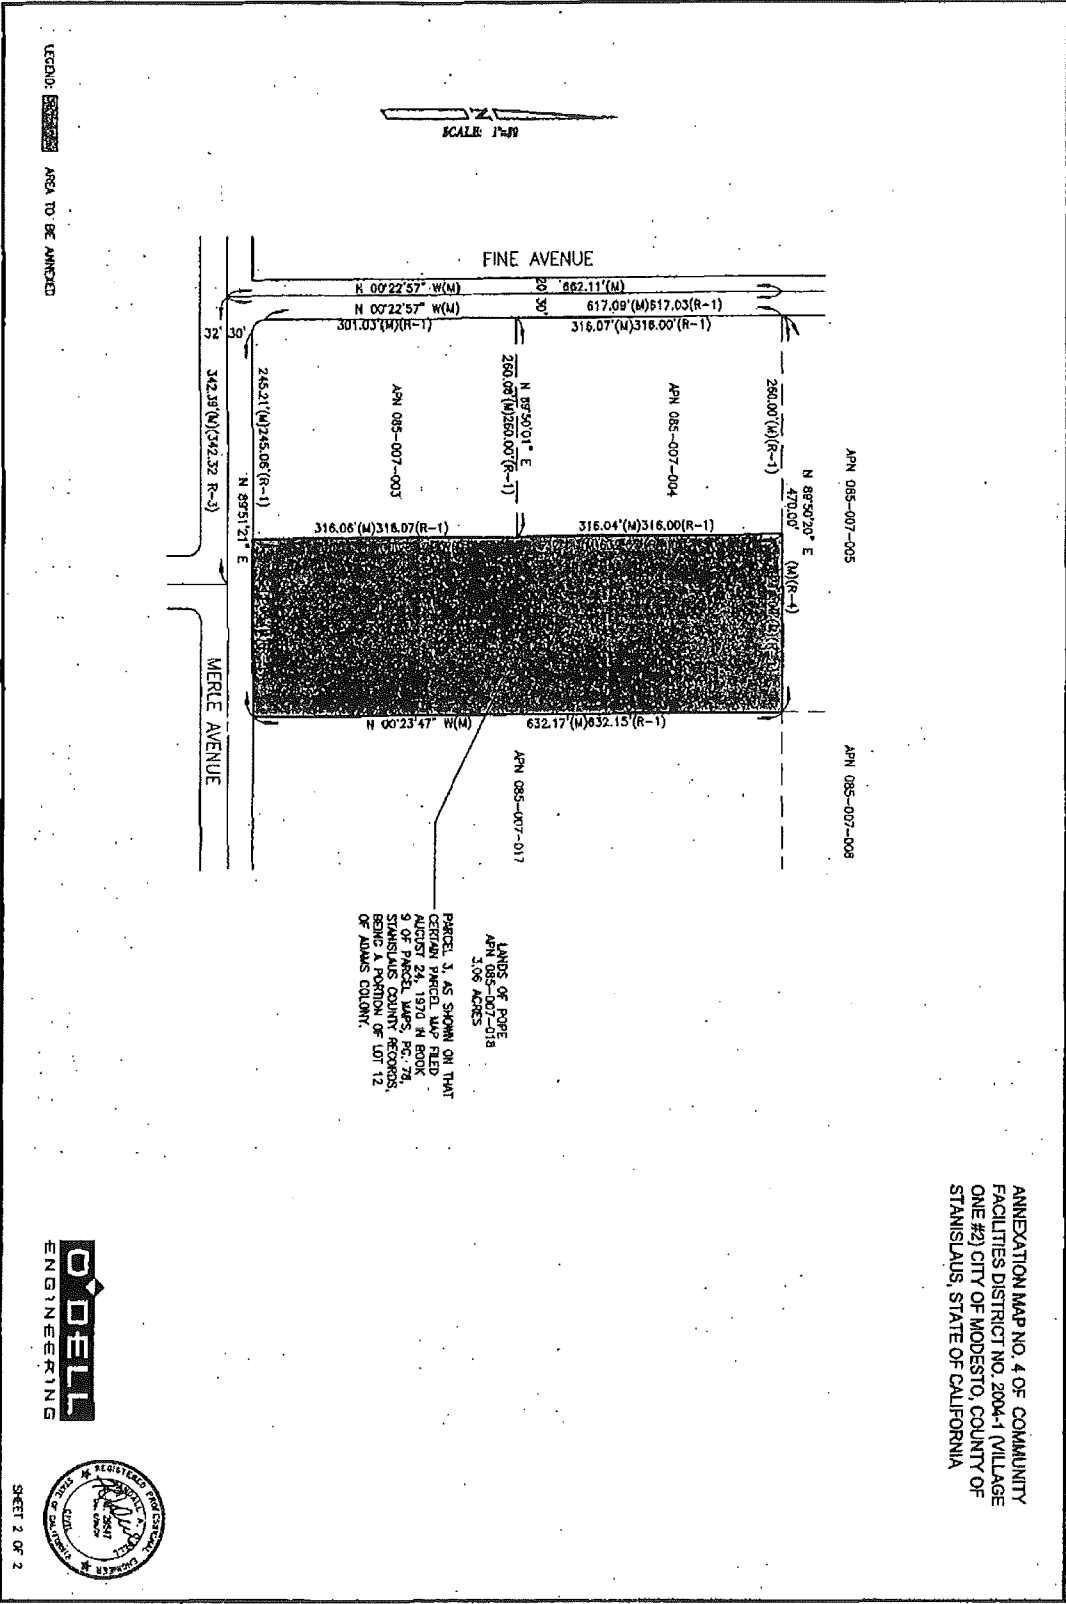 ANNEXATION MAP NO. 4 OF COMMUNITY
FACILITIES DISTRICT NO. 2004-1 (VILLAGE
ONE #2) CITY OF MODESTO, COUNTY OF
STANISLAUS, STATE OF CALIFORNIA
N
FINE AVENUE
N 00°22'57" W(M)
662.11'(M)
20'
30'
N 00°22'57" W(M)
617.09'(M)617.03(R-1)
301.03'(M)(R-1)
316.07'(M)316.00'(R-1)
APN 085-007-005
N 89°50'20" E
470.00' (M)(R-4)
260.00'(M)(R-1)
APN 085-007-004
N 89°50'01" E
260.08'(M)260.00'(R-1)
APN 085-007-003
245.21'(M)245.06'(R-1)
N 89°51'21" E
32'
30'
342.39'(M)(342.32 R-3)
316.06'(M)316.07(R-1)
316.04'(M)316.00(R-1)
MERLE AVENUE
N 00°23'47" W(M)
632.17'(M)632.15'(R-1)
APN 085-007-017
APN 085-007-008
LANDS OF POPE
APN 085-007-018
3.06 ACRES
PARCEL 3, AS SHOWN ON THAT
CERTAIN PARCEL MAP FILED
AUGUST 24, 1970 IN BOOK
9 OF PARCEL MAPS, PG. 78,
STANISLAUS COUNTY RECORDS,
BEING A PORTION OF LOT 12
OF ADAMS COLONY.
LEGEND:
AREA TO BE ANNEXED
O'DELL
ENGINEERING
REGISTERED PROFESSIONAL ENGINEER
RANDALL A.
CIVIL
STATE OF CALIFORNIA
SHEET 2 OF 2